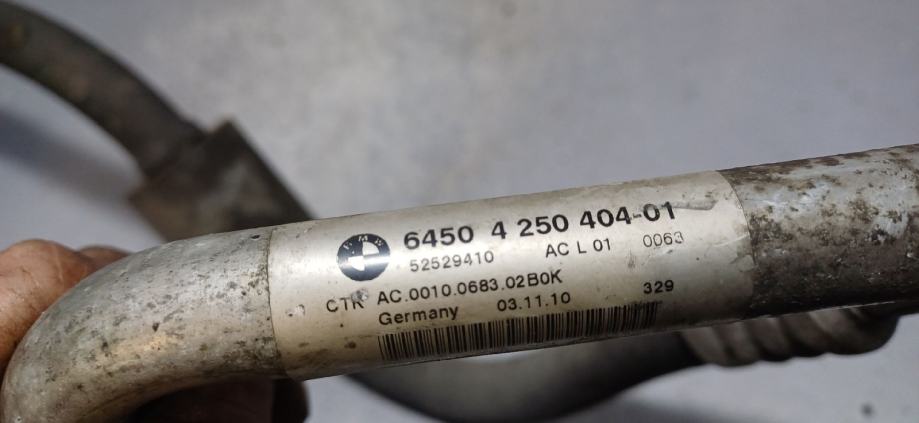 BMW 6450 4 250 404-01
52529410 AC L 01 0063
CTR AC.0010.0683.02B0K
Germany 03.11.10 329